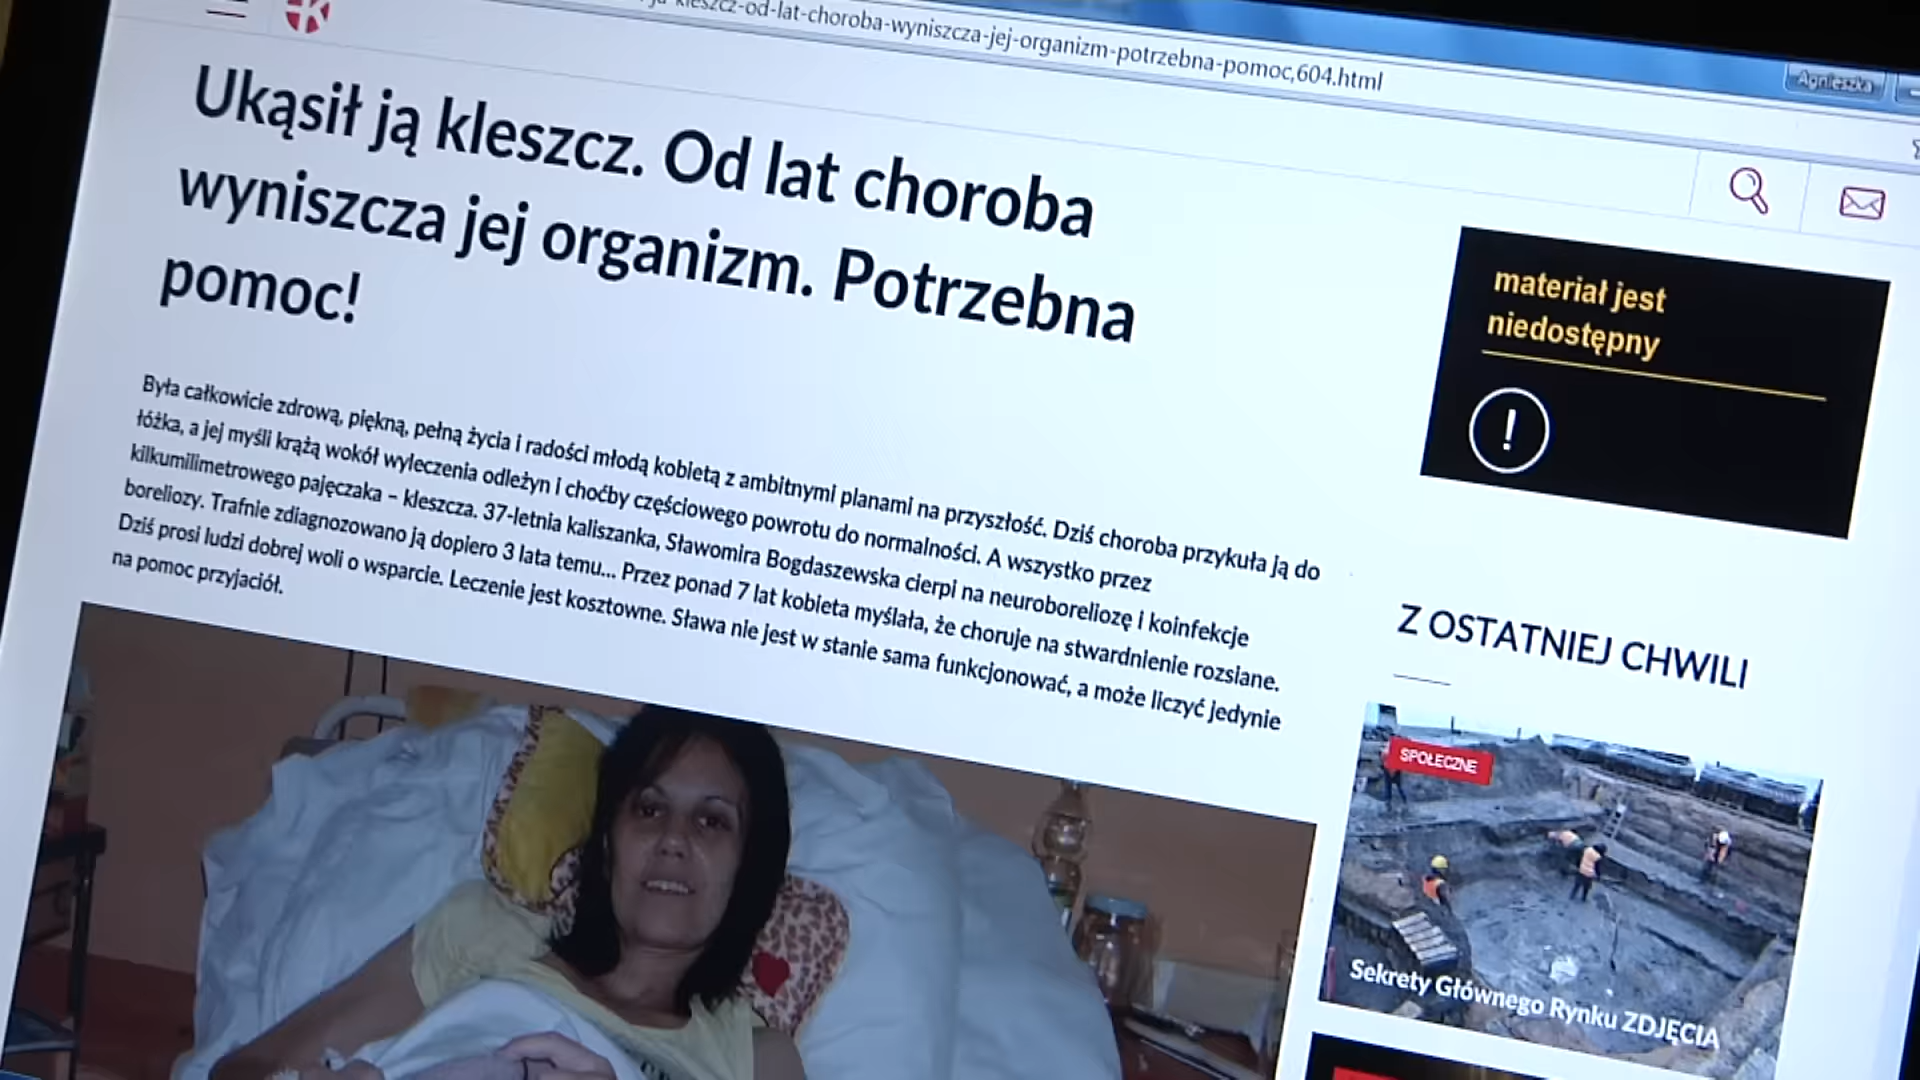 kleszcz-od-lat-choroba-wyniszcza-jej-organizm-potrzebna-pomoc,604.html
Agnieszka
Ukąsił ją kleszcz. Od lat choroba
wyniszcza jej organizm. Potrzebna
pomoc!
materiał jest
niedostępny
!
Była całkowicie zdrową, piękną, pełną życia i radości młodą kobietą z ambitnymi planami na przyszłość. Dziś choroba przykuła ją do
łóżka, a jej myśli krążą wokół wyleczenia odleżyn i choćby częściowego powrotu do normalności. A wszystko przez
kilkumilimetrowego pajęczaka – kleszcza. 37-letnia kaliszanka, Sławomira Bogdaszewska cierpi na neuroboreliozę i koinfekcje
boreliozy. Trafnie zdiagnozowano ją dopiero 3 lata temu... Przez ponad 7 lat kobieta myślała, że choruje na stwardnienie rozsiane.
Dziś prosi ludzi dobrej woli o wsparcie. Leczenie jest kosztowne. Sława nie jest w stanie sama funkcjonować, a może liczyć jedynie
na pomoc przyjaciół.
Z OSTATNIEJ CHWILI
SPOŁECZNE
Sekrety Głównego Rynku ZDJĘCIA